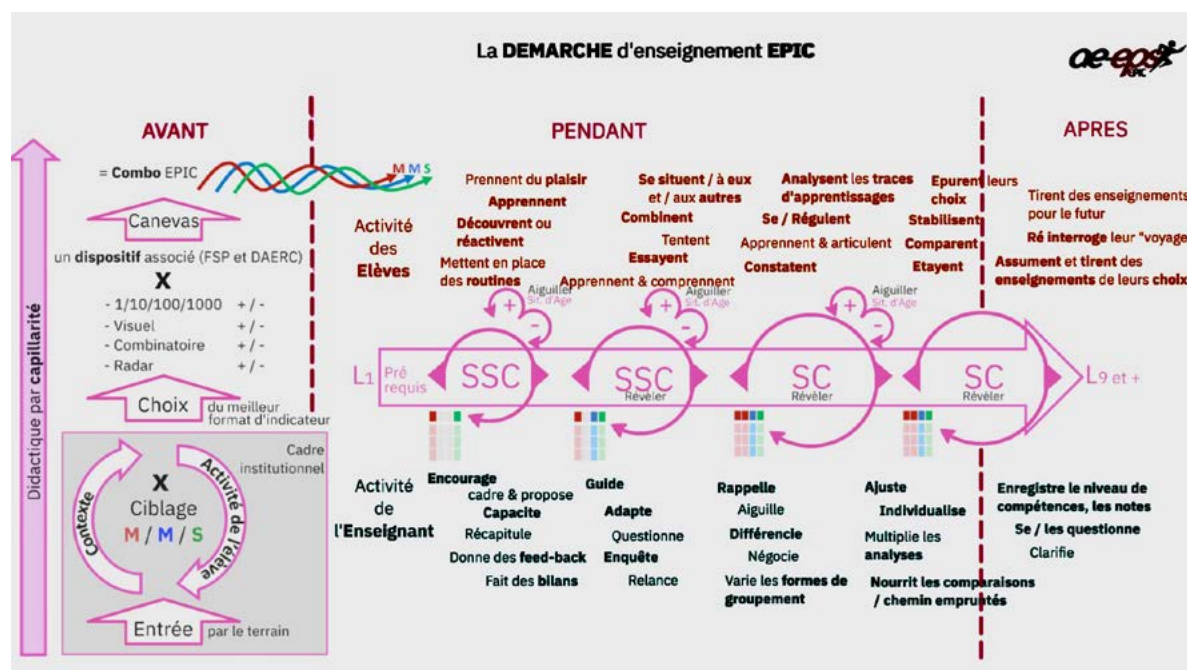 La DEMARCHE d'enseignement EPIC
ae-eps
EPIC
AVANT
PENDANT
APRES
Didactique par capillarité
= Combo EPIC
M M S
Canevas
un dispositif associé (FSP et DAERC)
X
- 1/10/100/1000 + / -
- Visuel + / -
- Combinatoire + / -
- Radar + / -
Choix du meilleur
format d'indicateur
Cadre
institutionnel
Contexte
Activité de l'élève
X
Ciblage
M / M / S
Entrée par le terrain
Activité
des
Elèves
Prennent du plaisir
Apprennent
Découvrent ou
réactivent
Mettent en place
des routines
Se situent / à eux
et / aux autres
Combinent
Tentent
Essayent
Apprennent & comprennent
Analysent les traces
d'apprentissages
Se / Régulent
Apprennent & articulent
Constatent
Epurent leurs
choix
Stabilisent
Comparent
Etayent
Tirent des enseignements
pour le futur
Ré interroge leur "voyage
Assument et tirent des
enseignements de leurs choix
Aiguiller
Sit. d'Age
+
-
Aiguiller
Sit. d'Age
+
-
Aiguiller
Sit. d'Age
+
-
L1
Pré
requis
SSC
SSC
Révèler
SC
Révèler
SC
Révèler
L9 et +
Activité
de
l'Enseignant
Encourage
cadre & propose
Capacite
Récapitule
Donne des feed-back
Fait des bilans
Guide
Adapte
Questionne
Enquête
Relance
Rappelle
Aiguille
Différencie
Négocie
Varie les formes de
groupement
Ajuste
Individualise
Multiplie les
analyses
Nourrit les comparaisons
/ chemin empruntés
Enregistre le niveau de
compétences, les notes
Se / les questionne
Clarifie